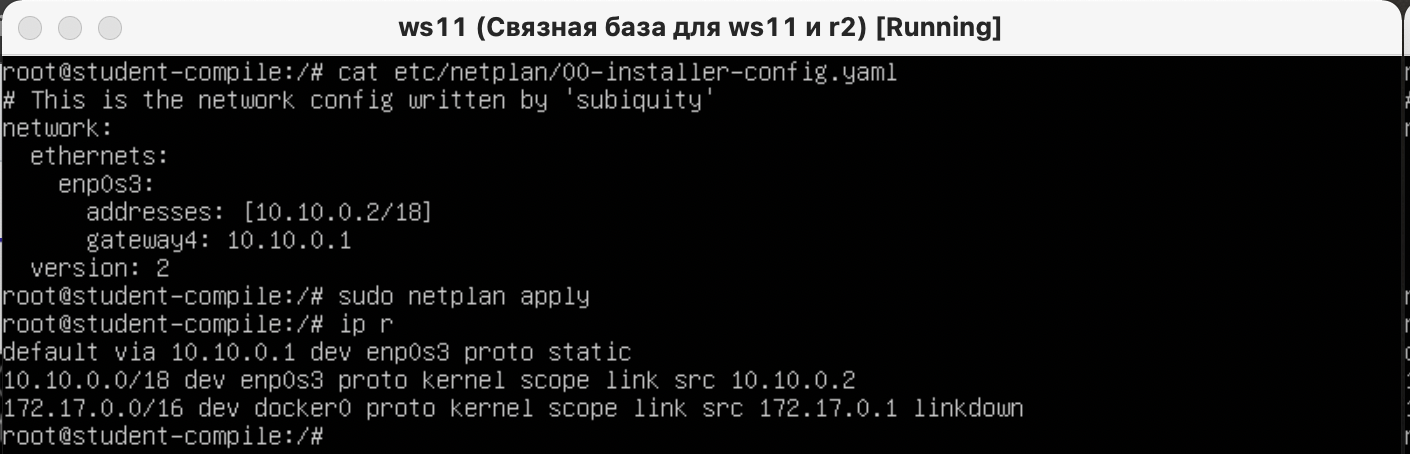 ws11 (Связная база для ws11 и r2) [Running]
root@student-compile:/# cat etc/netplan/00-installer-config.yaml
# This is the network config written by 'subiquity'
network:
  ethernets:
    enp0s3:
      addresses: [10.10.0.2/18]
      gateway4: 10.10.0.1
  version: 2
root@student-compile:/# sudo netplan apply
root@student-compile:/# ip r
default via 10.10.0.1 dev enp0s3 proto static
10.10.0.0/18 dev enp0s3 proto kernel scope link src 10.10.0.2
172.17.0.0/16 dev docker0 proto kernel scope link src 172.17.0.1 linkdown
root@student-compile:/#